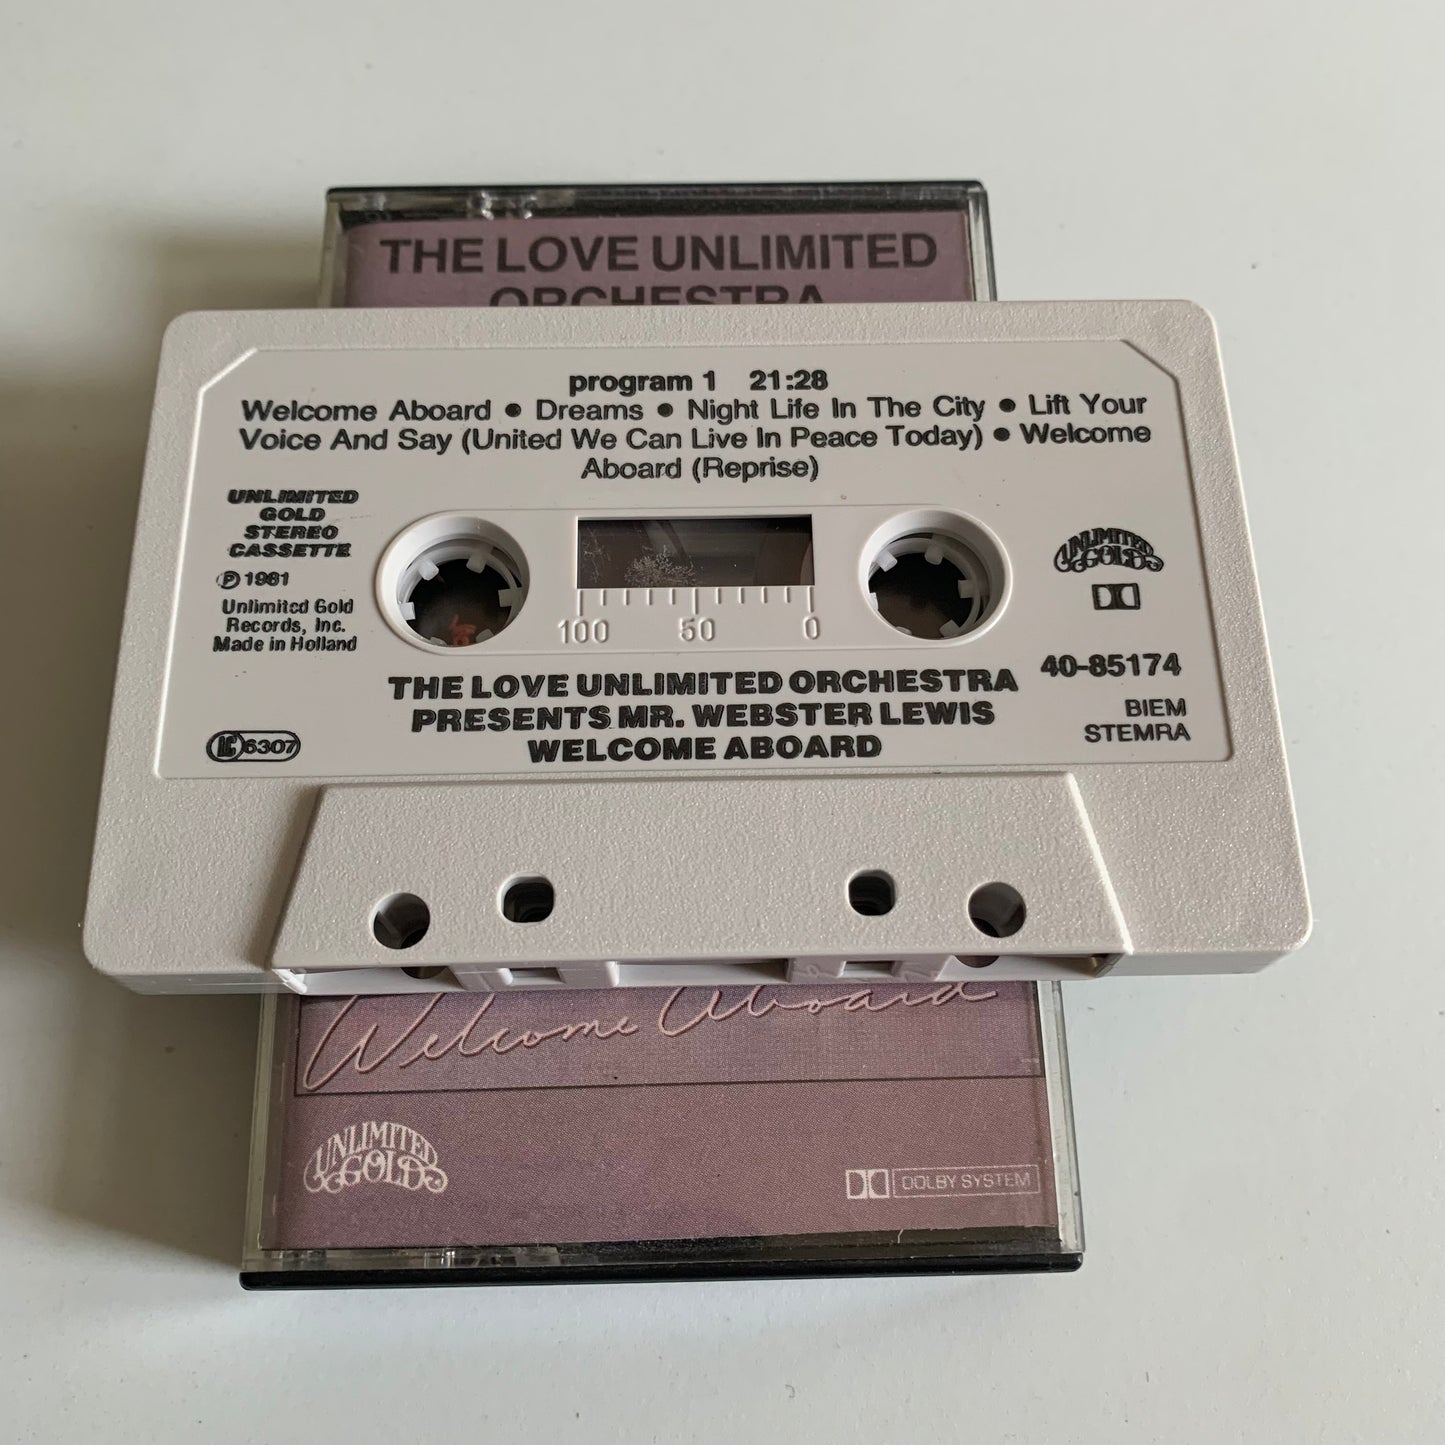 THE LOVE UNLIMITED
ORCHESTRA
program 1 21:28
Welcome Aboard • Dreams • Night Life In The City • Lift Your
Voice And Say (United We Can Live In Peace Today) • Welcome
Aboard (Reprise)
UNLIMITED
GOLD
STEREO
CASSETTE
℗ 1981
Unlimited Gold
Records, Inc.
Made in Holland
UNLIMITED
GOLD
100 50 0
40-85174
THE LOVE UNLIMITED ORCHESTRA
PRESENTS MR. WEBSTER LEWIS
WELCOME ABOARD
BIEM
STEMRA
LC 6307
Welcome Aboard
UNLIMITED
GOLD
DOLBY SYSTEM